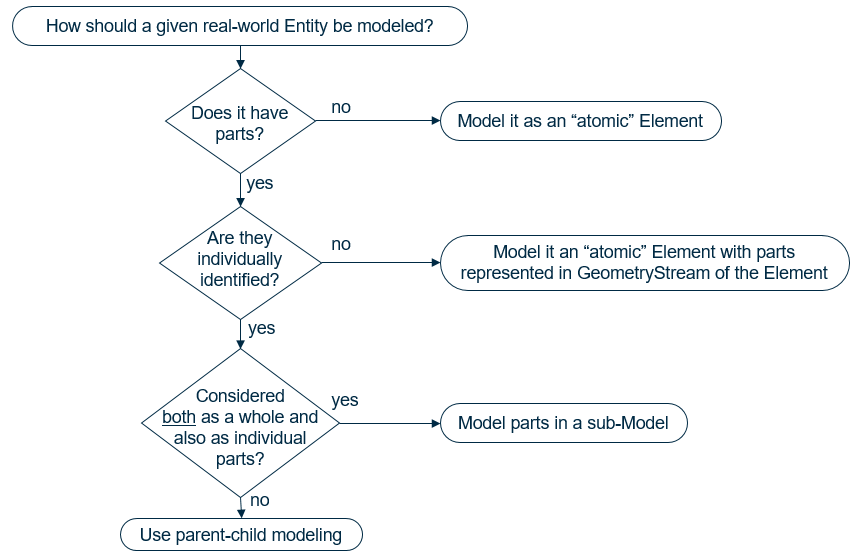 How should a given real-world Entity be modeled?
Does it have
parts?
no
Model it as an “atomic” Element
yes
Are they
individually
identified?
no
Model it an “atomic” Element with parts
represented in GeometryStream of the Element
yes
Considered
both as a whole and
also as individual
parts?
yes
Model parts in a sub-Model
no
Use parent-child modeling